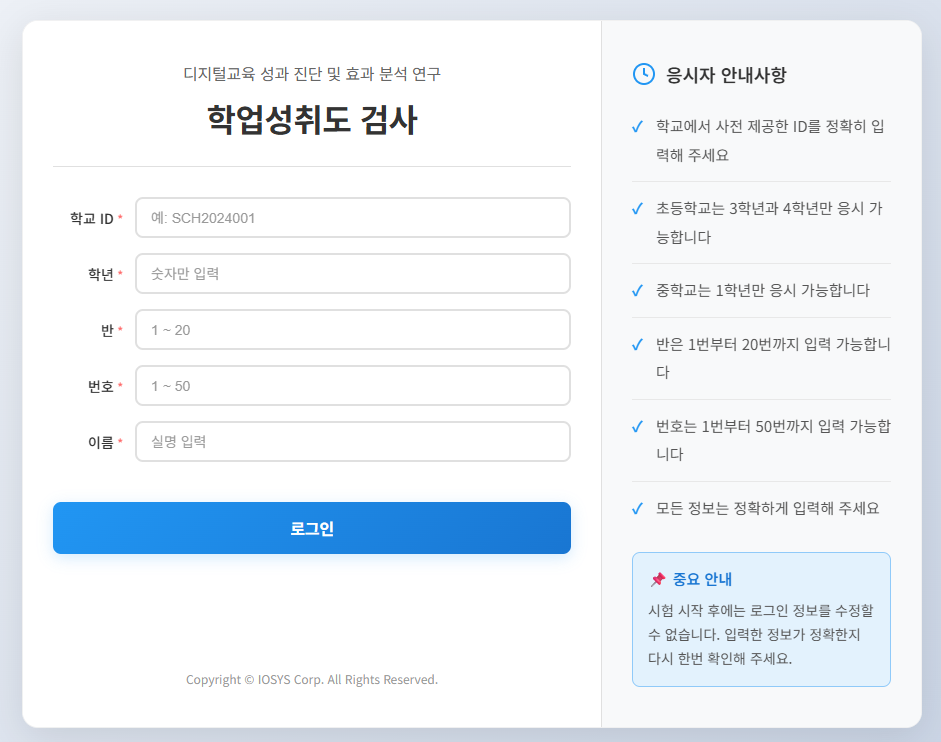 디지털교육 성과 진단 및 효과 분석 연구
학업성취도 검사
학교 ID *
예: SCH2024001
학년 *
숫자만 입력
반 *
1 ~ 20
번호 *
1 ~ 50
이름 *
실명 입력
로그인
Copyright © IOSYS Corp. All Rights Reserved.
응시자 안내사항
✓ 학교에서 사전 제공한 ID를 정확히 입
력해 주세요
✓ 초등학교는 3학년과 4학년만 응시 가
능합니다
✓ 중학교는 1학년만 응시 가능합니다
✓ 반은 1번부터 20번까지 입력 가능합니
다
✓ 번호는 1번부터 50번까지 입력 가능합
니다
✓ 모든 정보는 정확하게 입력해 주세요
📌 중요 안내
시험 시작 후에는 로그인 정보를 수정할
수 없습니다. 입력한 정보가 정확한지
다시 한번 확인해 주세요.